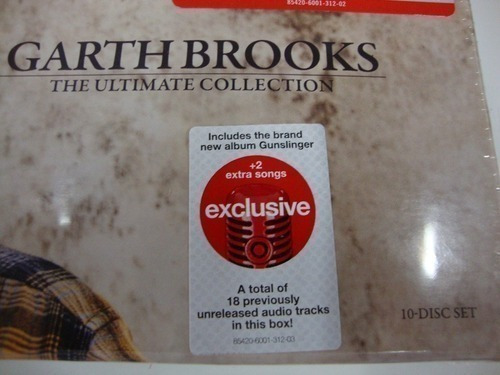 85420-6001-312-02
GARTH BROOKS
THE ULTIMATE COLLECTION
Includes the brand
new album Gunslinger
+2
extra songs
exclusive
A total of
18 previously
unreleased audio tracks
in this box!
85420-6001-312-03
10-DISC SET